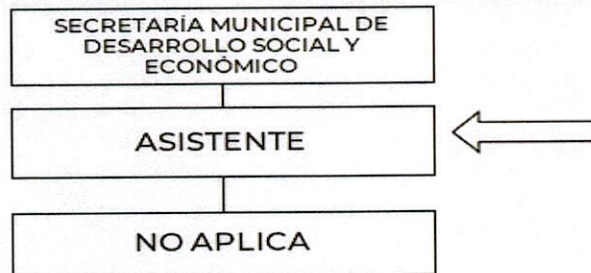 SECRETARÍA MUNICIPAL DE
DESARROLLO SOCIAL Y
ECONÓMICO
ASISTENTE
NO APLICA